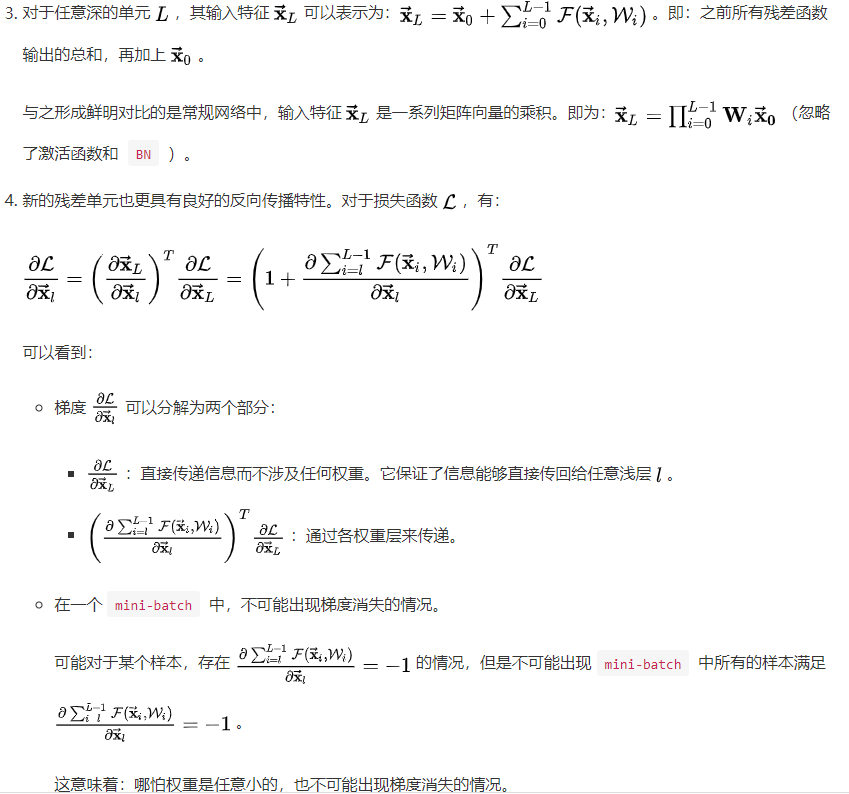 3. 对于任意深的单元 $L$ ，其输入特征 $\vec{\mathbf{x}}_L$ 可以表示为：$\vec{\mathbf{x}}_L = \vec{\mathbf{x}}_0 + \sum_{i=0}^{L-1} \mathcal{F}(\vec{\mathbf{x}}_i, \mathcal{W}_i)$ 。即：之前所有残差函数
输出的总和，再加上 $\vec{\mathbf{x}}_0$ 。
与之形成鲜明对比的是常规网络中，输入特征 $\vec{\mathbf{x}}_L$ 是一系列矩阵向量的乘积。即为：$\vec{\mathbf{x}}_L = \prod_{i=0}^{L-1} \mathbf{W}_i \vec{\mathbf{x}}_{\mathbf{0}}$ （忽略
了激活函数和 BN ）。
4. 新的残差单元也更具有良好的反向传播特性。对于损失函数 $\mathcal{L}$ ，有：
$\frac{\partial \mathcal{L}}{\partial \vec{\mathbf{x}}_l} = \left( \frac{\partial \vec{\mathbf{x}}_L}{\partial \vec{\mathbf{x}}_l} \right)^T \frac{\partial \mathcal{L}}{\partial \vec{\mathbf{x}}_L} = \left( \mathbf{1} + \frac{\partial \sum_{i=l}^{L-1} \mathcal{F}(\vec{\mathbf{x}}_i, \mathcal{W}_i)}{\partial \vec{\mathbf{x}}_l} \right)^T \frac{\partial \mathcal{L}}{\partial \vec{\mathbf{x}}_L}$
可以看到：
○ 梯度 $\frac{\partial \mathcal{L}}{\partial \vec{\mathbf{x}}_l}$ 可以分解为两个部分：
■ $\frac{\partial \mathcal{L}}{\partial \vec{\mathbf{x}}_L}$ ：直接传递信息而不涉及任何权重。它保证了信息能够直接传回给任意浅层 $l$ 。
■ $\left( \frac{\partial \sum_{i=l}^{L-1} \mathcal{F}(\vec{\mathbf{x}}_i, \mathcal{W}_i)}{\partial \vec{\mathbf{x}}_l} \right)^T \frac{\partial \mathcal{L}}{\partial \vec{\mathbf{x}}_L}$ ：通过各权重层来传递。
○ 在一个 mini-batch 中，不可能出现梯度消失的情况。
可能对于某个样本，存在 $\frac{\partial \sum_{i=l}^{L-1} \mathcal{F}(\vec{\mathbf{x}}_i, \mathcal{W}_i)}{\partial \vec{\mathbf{x}}_l} = -1$ 的情况，但是不可能出现 mini-batch 中所有的样本满足
$\frac{\partial \sum_{i\ l}^{L-1} \mathcal{F}(\vec{\mathbf{x}}_i, \mathcal{W}_i)}{\partial \vec{\mathbf{x}}_l} = -1$ 。
这意味着：哪怕权重是任意小的，也不可能出现梯度消失的情况。